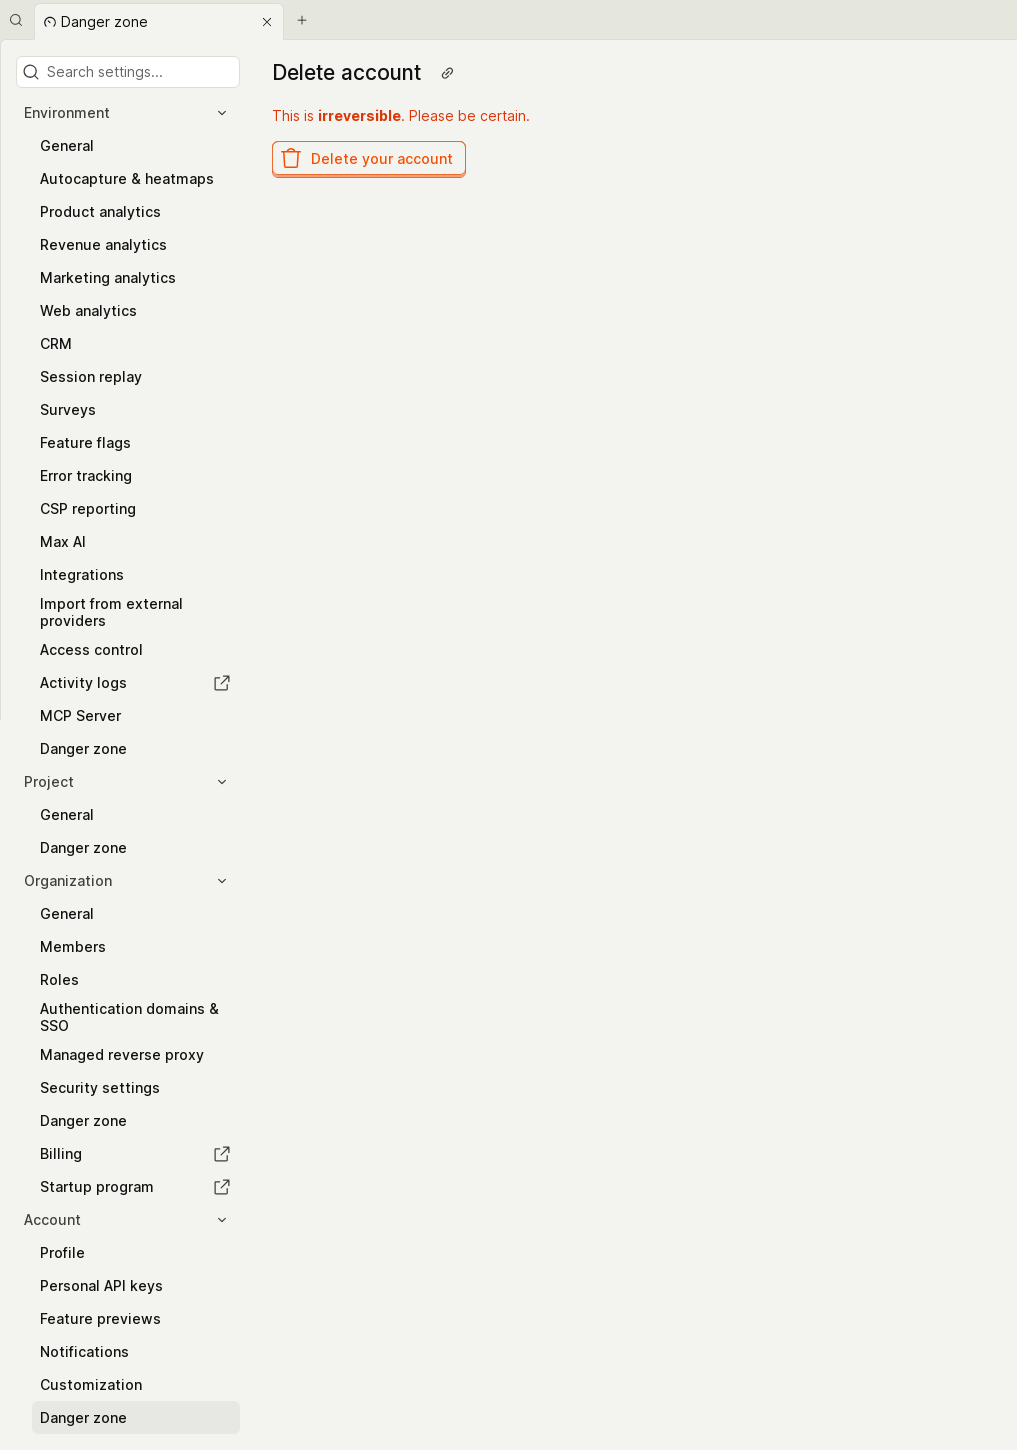 Danger zone
Search settings...
Environment
General
Autocapture & heatmaps
Product analytics
Revenue analytics
Marketing analytics
Web analytics
CRM
Session replay
Surveys
Feature flags
Error tracking
CSP reporting
Max AI
Integrations
Import from external
providers
Access control
Activity logs
MCP Server
Danger zone
Project
General
Danger zone
Organization
General
Members
Roles
Authentication domains &
SSO
Managed reverse proxy
Security settings
Danger zone
Billing
Startup program
Account
Profile
Personal API keys
Feature previews
Notifications
Customization
Danger zone
Delete account
This is irreversible. Please be certain.
Delete your account